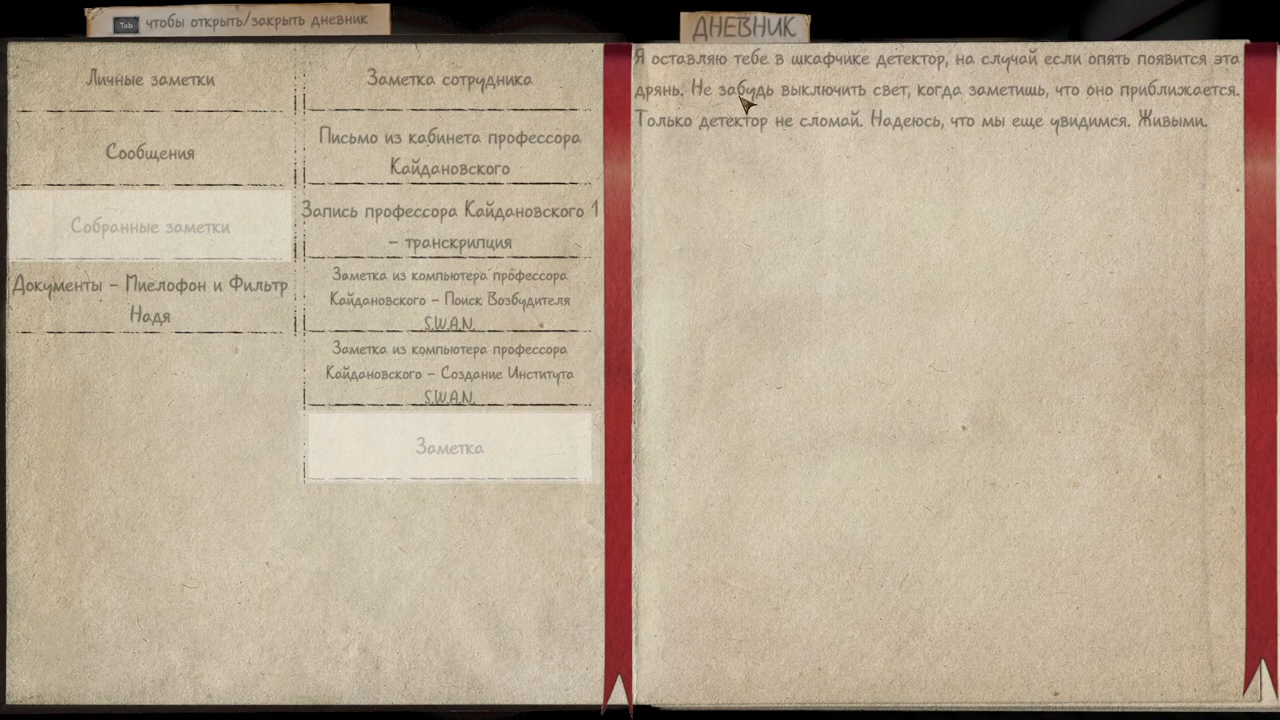 Tab чтобы открыть/закрыть дневник
ДНЕВНИК
Личные заметки
Сообщения
Собранные заметки
Документы – Пиелофон и Фильтр
Надя
Заметка сотрудника
Письмо из кабинета профессора
Кайдановского
Запись профессора Кайдановского 1
– транскрипция
Заметка из компьютера профессора
Кайдановского – Поиск Возбудителя
S.W.A.N.
Заметка из компьютера профессора
Кайдановского – Создание Института
S.W.A.N.
Заметка
Я оставляю тебе в шкафчике детектор, на случай если опять появится эта
дрянь. Не забудь выключить свет, когда заметишь, что оно приближается.
Только детектор не сломай. Надеюсь, что мы еще увидимся. Живыми.